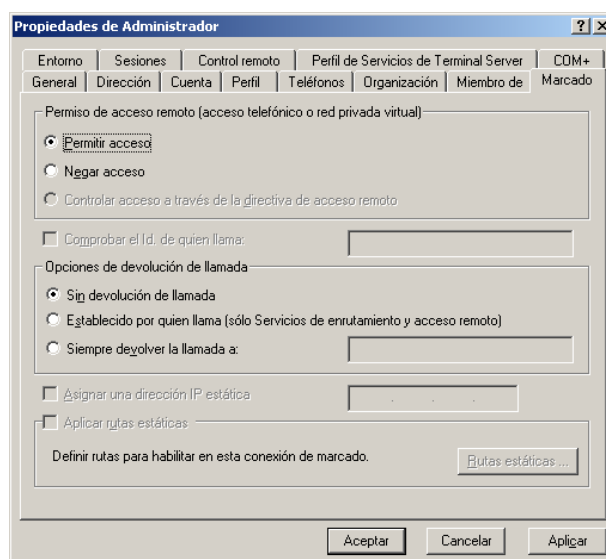 Propiedades de Administrador
Entorno Sesiones Control remoto Perfil de Servicios de Terminal Server COM+
General Dirección Cuenta Perfil Teléfonos Organización Miembro de Marcado
Permiso de acceso remoto (acceso telefónico o red privada virtual)
Permitir acceso
Negar acceso
Controlar acceso a través de la directiva de acceso remoto
Comprobar el Id. de quien llama:
Opciones de devolución de llamada
Sin devolución de llamada
Establecido por quien llama (sólo Servicios de enrutamiento y acceso remoto)
Siempre devolver la llamada a:
Asignar una dirección IP estática
Aplicar rutas estáticas
Definir rutas para habilitar en esta conexión de marcado.
Rutas estáticas ...
Aceptar Cancelar Aplicar